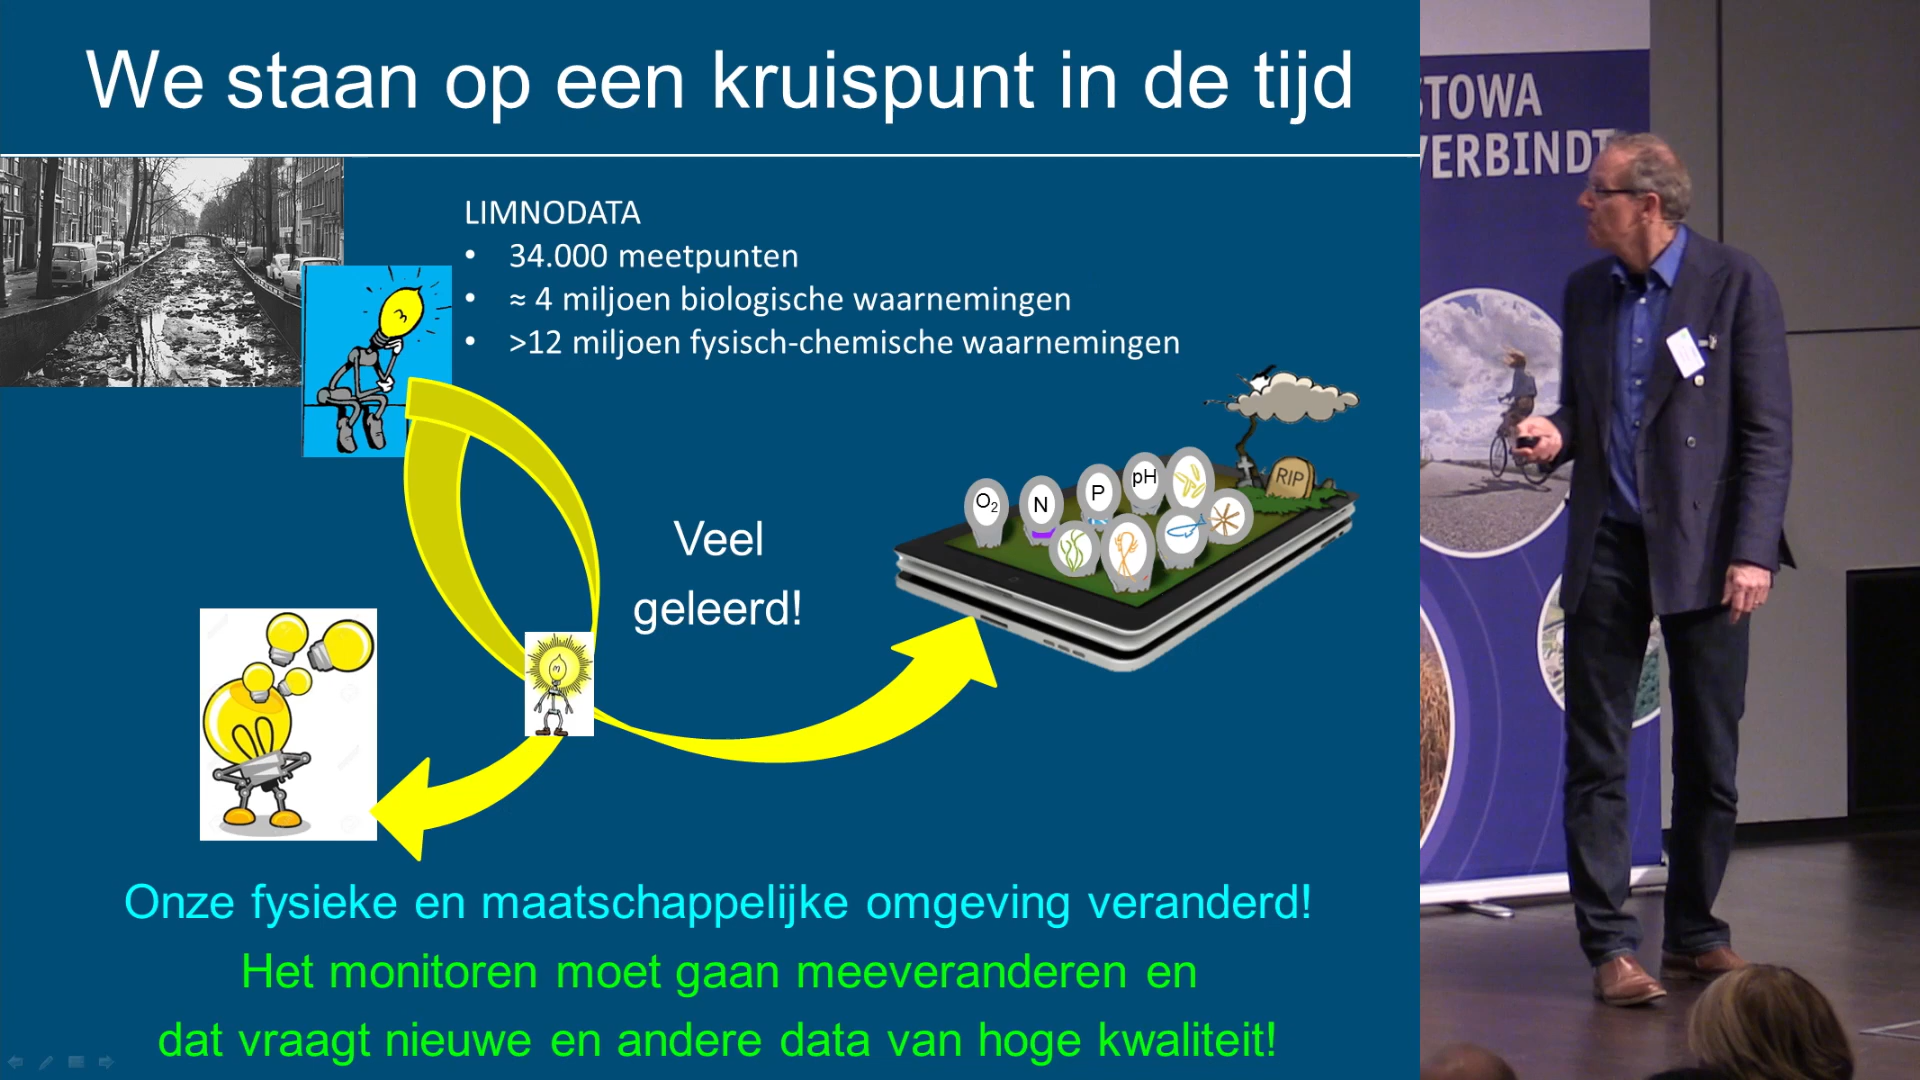 We staan op een kruispunt in de tijd
LIMNODATA
• 34.000 meetpunten
• ≈ 4 miljoen biologische waarnemingen
• >12 miljoen fysisch-chemische waarnemingen
RIP
O2
N
P
pH
Veel
geleerd!
Onze fysieke en maatschappelijke omgeving veranderd!
Het monitoren moet gaan meeveranderen en
dat vraagt nieuwe en andere data van hoge kwaliteit!
STOWA
VERBINDT